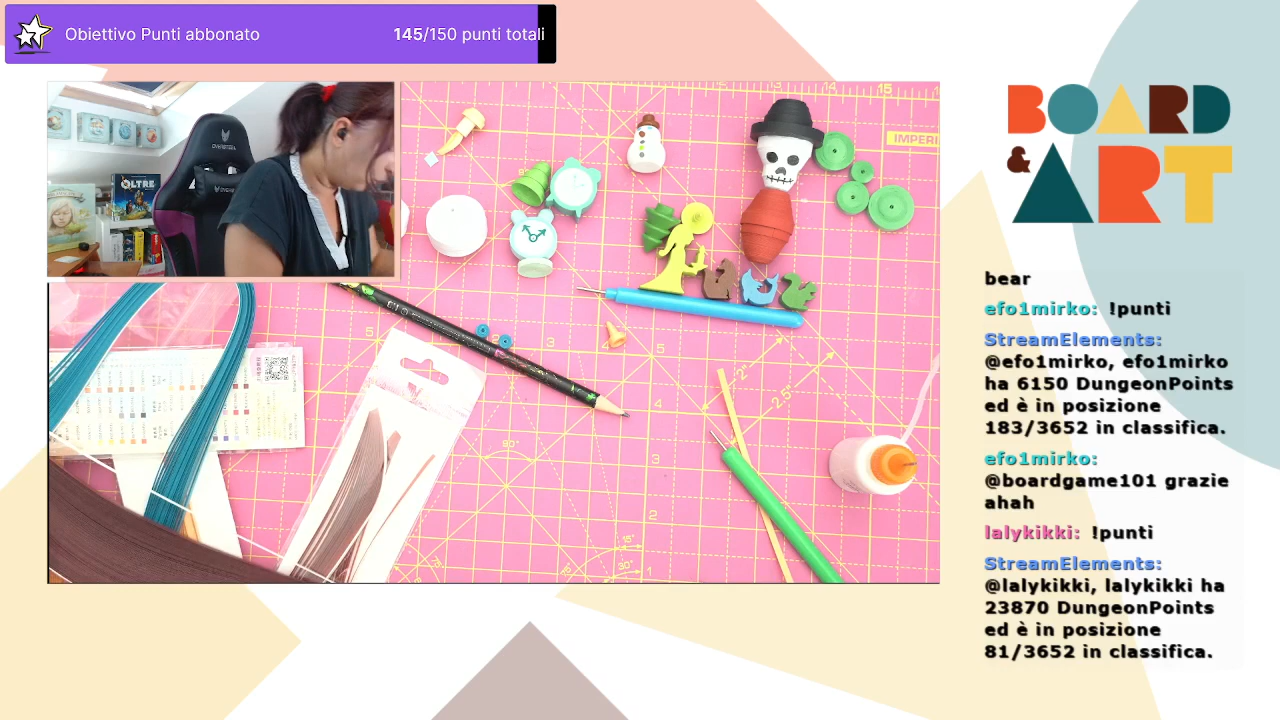 Obiettivo Punti abbonato
145/150 punti totali
BOARD
& ART
OLTRE
IMPERI
bear
efo1mirko: !punti
StreamElements:
@efo1mirko, efo1mirko
ha 6150 DungeonPoints
ed è in posizione
183/3652 in classifica.
efo1mirko:
@boardgame101 grazie
ahah
lalykikki: !punti
StreamElements:
@lalykikki, lalykikki ha
23870 DungeonPoints
ed è in posizione
81/3652 in classifica.